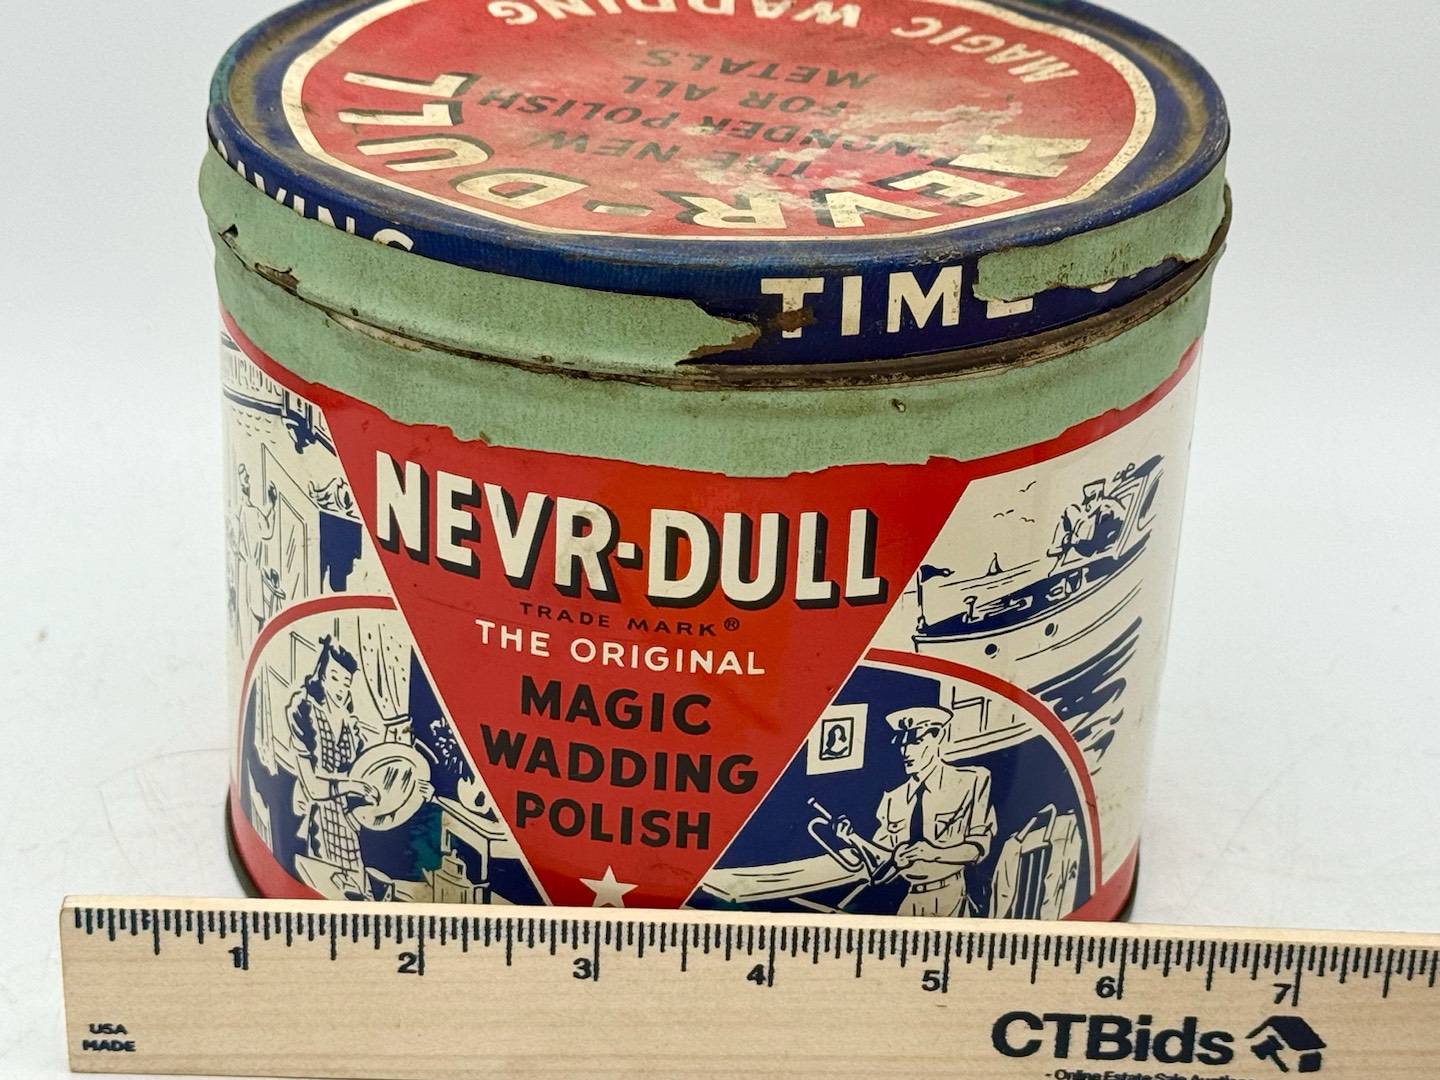 MAGIC WADDING
NEVR-DULL
THE NEW
WONDER POLISH
FOR ALL
METALS
TIME
NEVR-DULL
TRADE MARK®
THE ORIGINAL
MAGIC
WADDING
POLISH
1 2 3 4 5 6 7
USA
MADE
CTBids